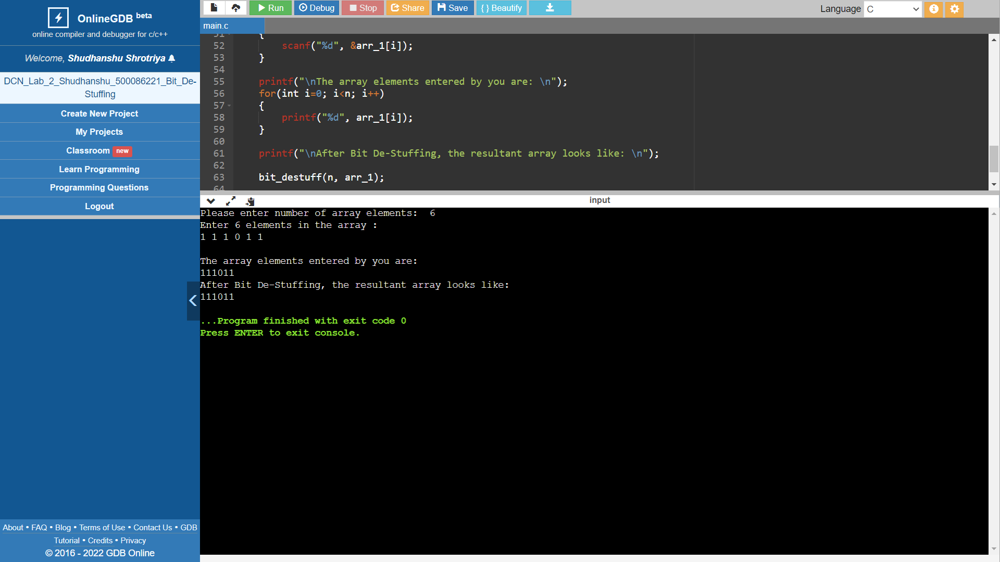 OnlineGDB beta
online compiler and debugger for c/c++
Welcome, Shudhanshu Shrotriya
DCN_Lab_2_Shudhanshu_500086221_Bit_De-
Stuffing
Create New Project
My Projects
Classroom new
Learn Programming
Programming Questions
Logout
About • FAQ • Blog • Terms of Use • Contact Us • GDB
Tutorial • Credits • Privacy
© 2016 - 2022 GDB Online
Run Debug Stop Share Save { } Beautify
Language C
main.c
51 {
52 scanf("%d", &arr_1[i]);
53 }
54
55 printf("\nThe array elements entered by you are: \n");
56 for(int i=0; i<n; i++)
57 {
58 printf("%d", arr_1[i]);
59 }
60
61 printf("\nAfter Bit De-Stuffing, the resultant array looks like: \n");
62
63 bit_destuff(n, arr_1);
64
input
Please enter number of array elements:  6
Enter 6 elements in the array :
1 1 1 0 1 1
The array elements entered by you are:
111011
After Bit De-Stuffing, the resultant array looks like:
111011
...Program finished with exit code 0
Press ENTER to exit console.